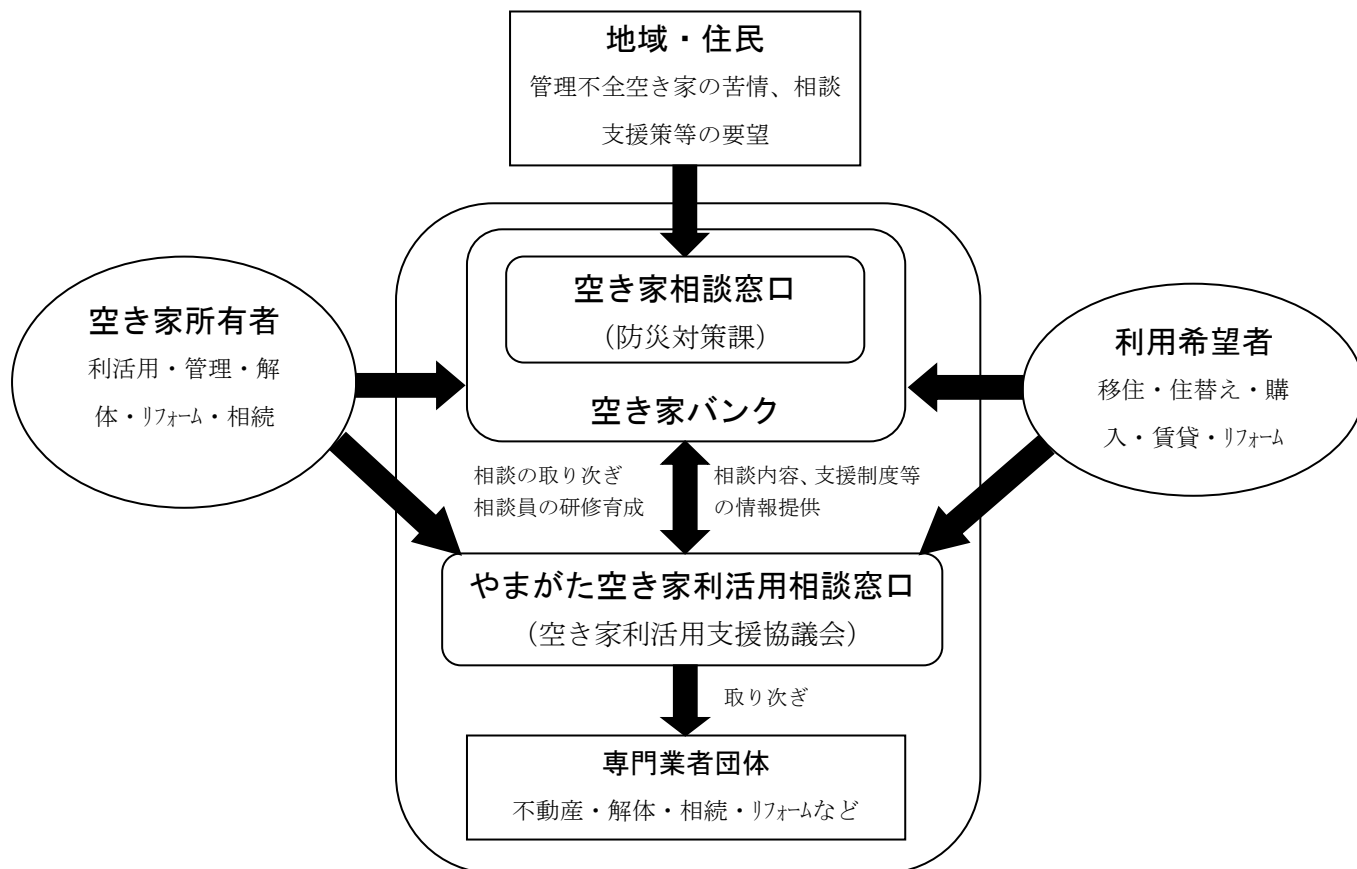 地域・住民
管理不全空き家の苦情、相談
支援策等の要望
空き家相談窓口
（防災対策課）
空き家バンク
空き家所有者
利活用・管理・解
体・ﾘﾌｫｰﾑ・相続
利用希望者
移住・住替え・購
入・賃貸・ﾘﾌｫｰﾑ
相談の取り次ぎ
相談員の研修育成
相談内容、支援制度等
の情報提供
やまがた空き家利活用相談窓口
（空き家利活用支援協議会）
取り次ぎ
専門業者団体
不動産・解体・相続・ﾘﾌｫｰﾑなど